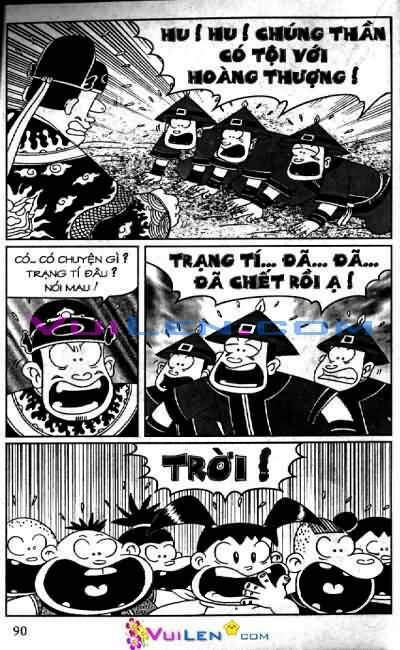 HU! HU! CHÚNG THẦN
CÓ TỘI VỚI
HOÀNG THƯỢNG!
CÓ... CÓ CHUYỆN GÌ?
TRẠNG TÍ ĐÂU?
NÓI MAU!
TRẠNG TÍ... ĐÃ... ĐÃ...
ĐÃ CHẾT RỒI Ạ!
VUILEN.COM
TRỜI!
90
VUILEN.COM